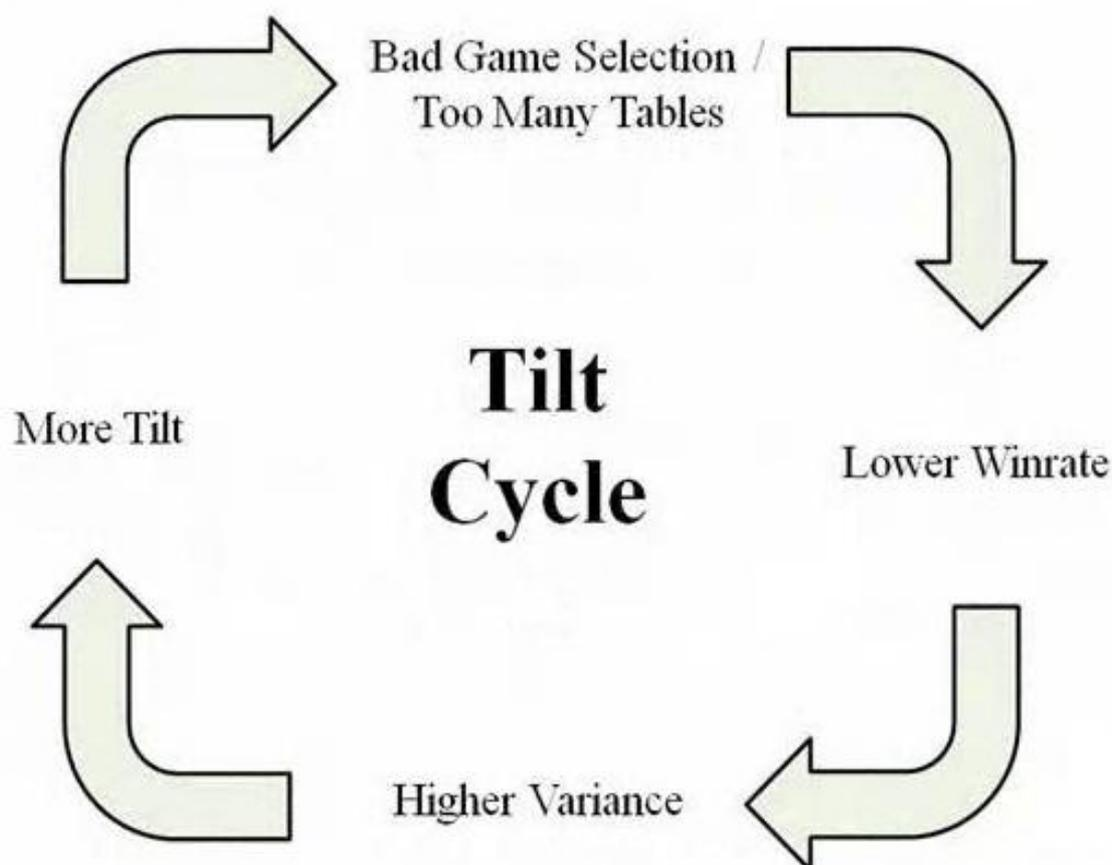 Bad Game Selection /
Too Many Tables
Tilt
Cycle
More Tilt
Lower Winrate
Higher Variance